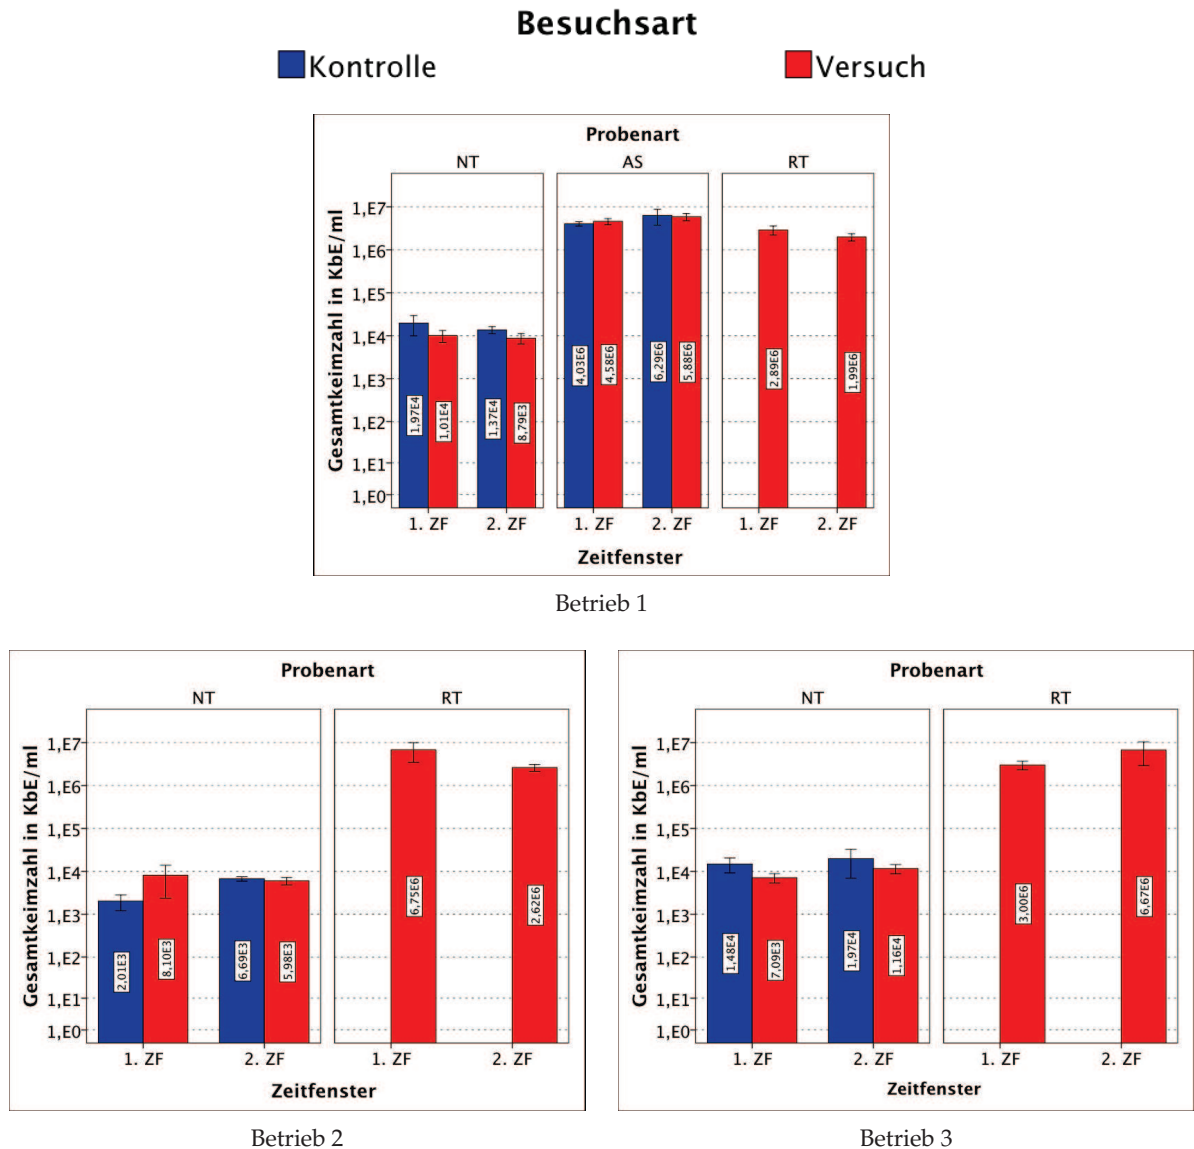 Besuchsart
Kontrolle Versuch
Probenart
NT AS RT
Gesamtkeimzahl in KbE/ml
1,E7
1,E6
1,E5
1,E4
1,E3
1,E2
1,E1
1,E0
1,97E4 1,01E4 1,37E4 8,79E3 4,03E6 4,58E6 6,29E6 5,88E6 2,89E6 1,99E6
1. ZF 2. ZF 1. ZF 2. ZF 1. ZF 2. ZF
Zeitfenster
Betrieb 1
Probenart
NT RT
Gesamtkeimzahl in KbE/ml
1,E7
1,E6
1,E5
1,E4
1,E3
1,E2
1,E1
1,E0
2,01E3 8,10E3 6,69E3 5,98E3 6,75E6 2,62E6
1. ZF 2. ZF 1. ZF 2. ZF
Zeitfenster
Betrieb 2
Probenart
NT RT
Gesamtkeimzahl in KbE/ml
1,E7
1,E6
1,E5
1,E4
1,E3
1,E2
1,E1
1,E0
1,48E4 7,09E3 1,97E4 1,16E4 3,00E6 6,67E6
1. ZF 2. ZF 1. ZF 2. ZF
Zeitfenster
Betrieb 3